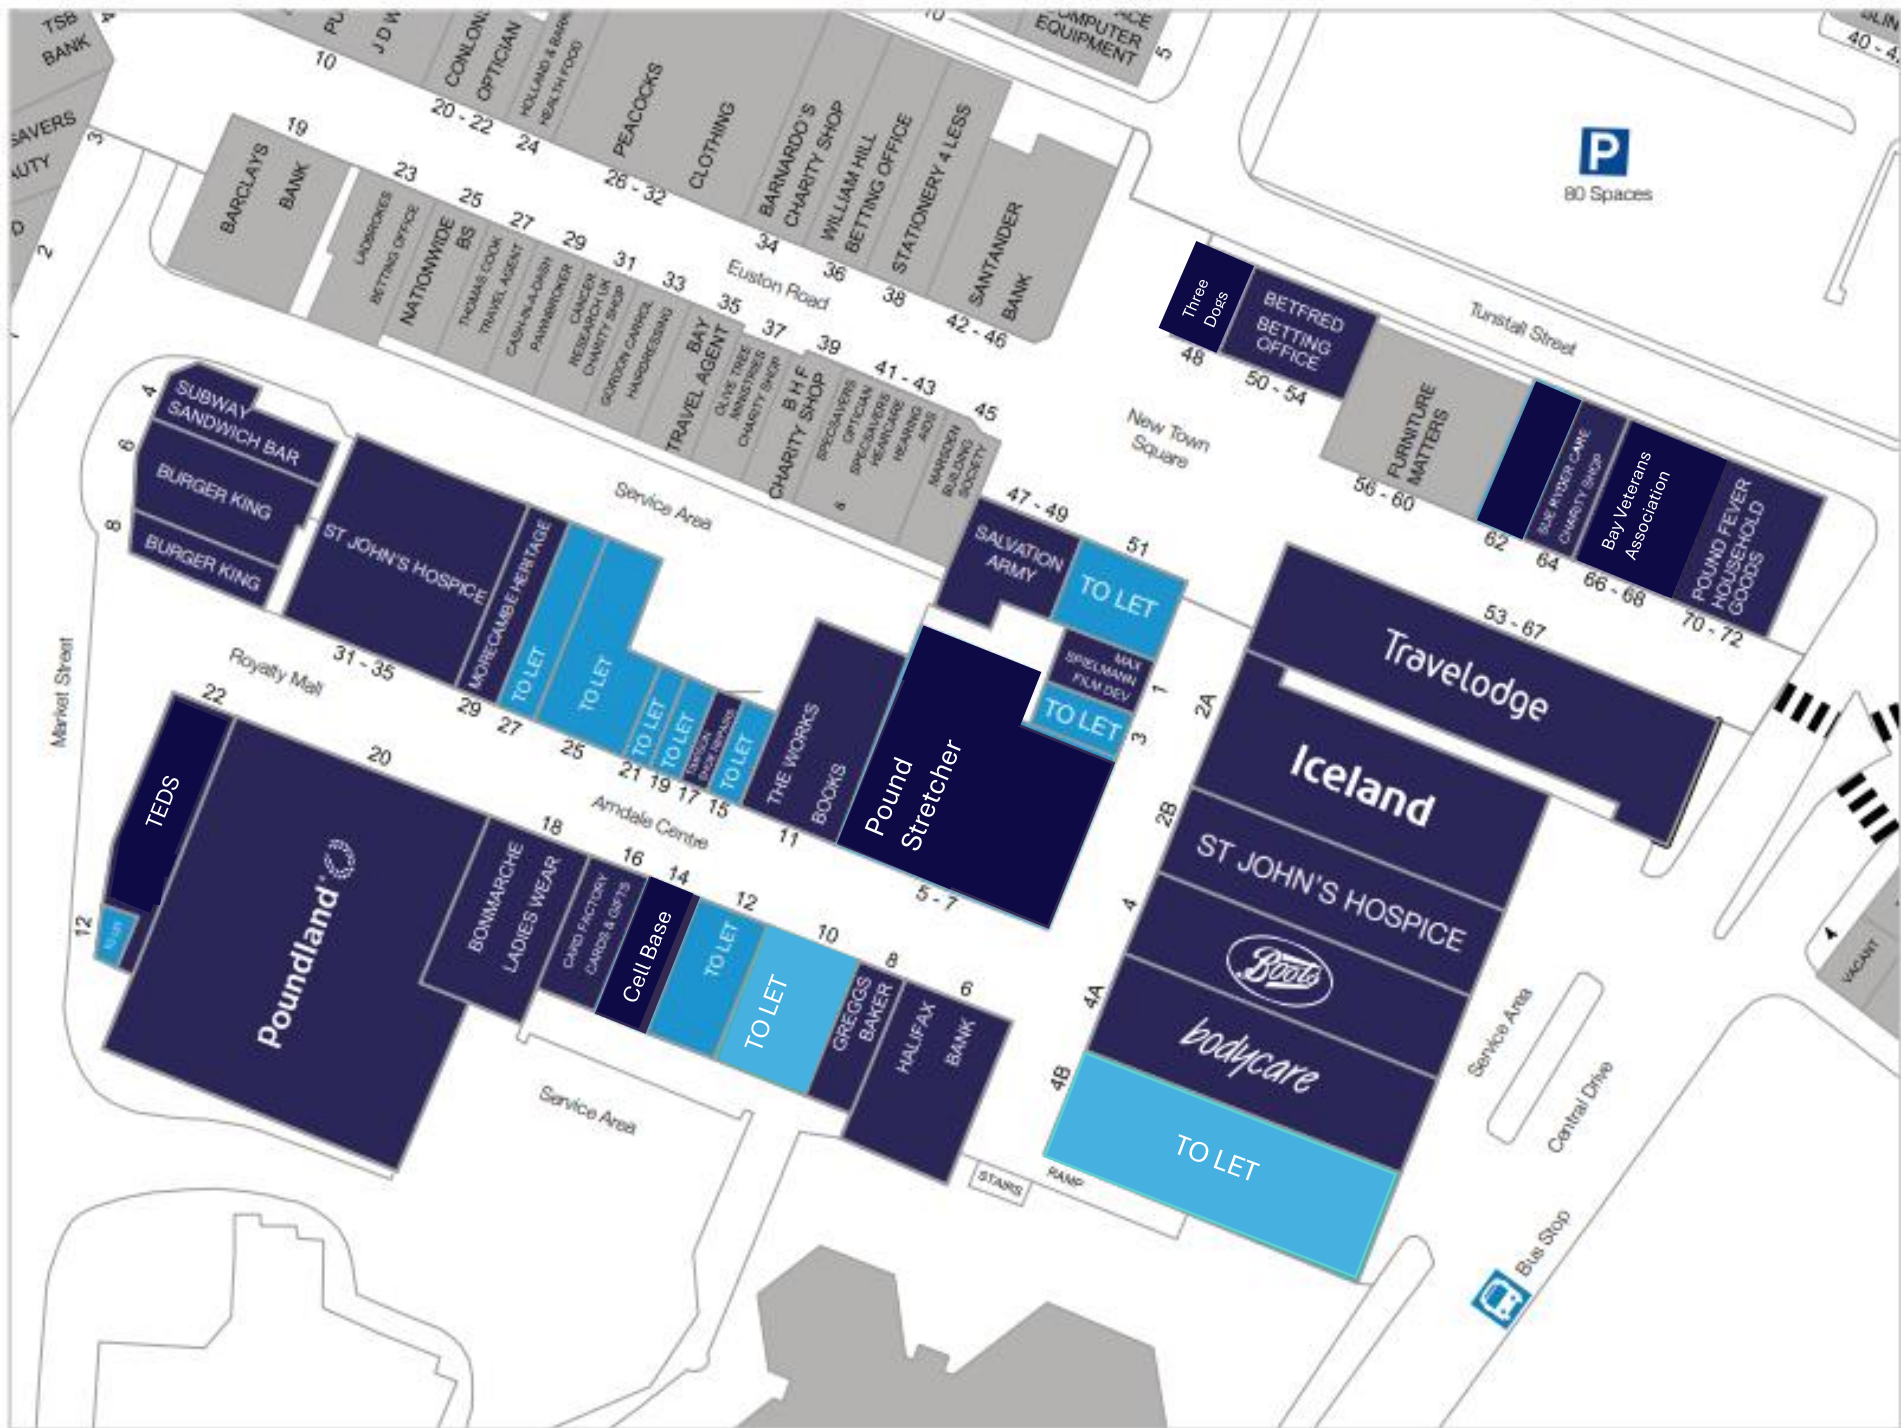 TSB
BANK
4
SAVERS
3
2
10
J D W
CONLON
OPTICIAN
20 - 22
HOLLAND & BARR
HEALTH FOOD
24
PEACOCKS
CLOTHING
26 - 32
BARNARDO'S
CHARITY SHOP
34
WILLIAM HILL
BETTING OFFICE
36
STATIONERY 4 LESS
38
SANTANDER
BANK
42 - 46
COMPUTER
EQUIPMENT
5
10
P
80 Spaces
Euston Road
19
BARCLAYS
BANK
23
LADBROKES
BETTING OFFICE
25
NATIONWIDE
BS
27
THOMAS COOK
TRAVEL AGENT
29
CASH-IN-A-DASH
PAWNBROKER
31
CANCER
RESEARCH UK
CHARITY SHOP
33
GORDON CARROL
HAIRDRESSING
35
BAY
TRAVEL AGENT
37
OLIVE TREE
MINISTRIES
CHARITY SHOP
39
B H F
CHARITY SHOP
41 - 43
SPECSAVERS
OPTICIAN
SPECSAVERS
HEARCARE
HEARING
AIDS
45
MARSDEN
BUILDING
SOCIETY
Three
Dogs
48
BETFRED
BETTING
OFFICE
50 - 54
FURNITURE
MATTERS
56 - 60
62
SUE RYDER CARE
CHARITY SHOP
64
Bay Veterans
Association
66 - 68
POUND FEVER
HOUSEHOLD
GOODS
70 - 72
Tunstall Street
New Town
Square
4
SUBWAY
SANDWICH BAR
6
BURGER KING
8
BURGER KING
ST JOHN'S HOSPICE
31 - 35
MORECAMBE HERITAGE
29
TO LET
27
TO LET
25
TO LET
21
TO LET
19
SHOE REPAIRS
17
TO LET
15
THE WORKS
BOOKS
11
Pound
Stretcher
5 - 7
Service Area
47 - 49
SALVATION
ARMY
51
TO LET
MAX
SPIELMANN
FILM DEV
1
TO LET
3
53 - 67
Travelodge
2A
Iceland
2B
ST JOHN'S HOSPICE
4
Boots
4A
bodycare
4B
TO LET
Market Street
Royalty Mall
Arndale Centre
22
TEDS
12
TO LET
20
Poundland
18
BONMARCHE
LADIES WEAR
16
CARD FACTORY
CARDS & GIFTS
14
Cell Base
12
TO LET
10
TO LET
8
GREGGS
BAKER
6
HALIFAX
BANK
Service Area
STAIRS
RAMP
Service Area
Central Drive
Bus Stop
4
VACANT